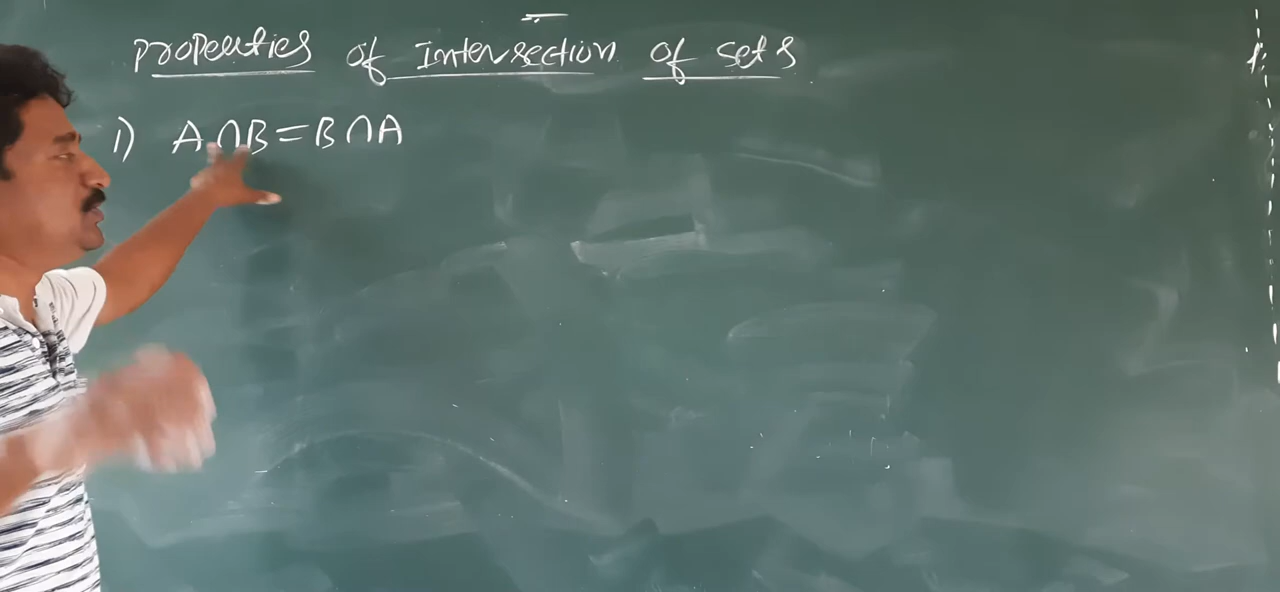 Properties of Intersection of sets
1) A∩B=B∩A